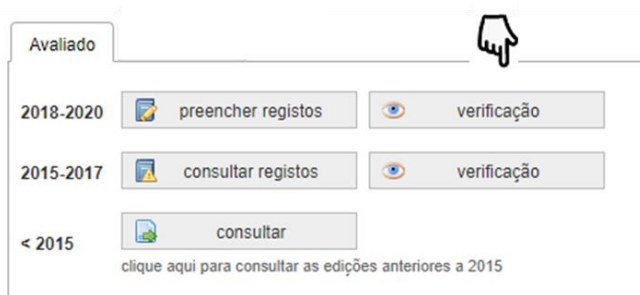 Avaliado
2018-2020 preencher registos verificação
2015-2017 consultar registos verificação
< 2015 consultar
clique aqui para consultar as edições anteriores a 2015